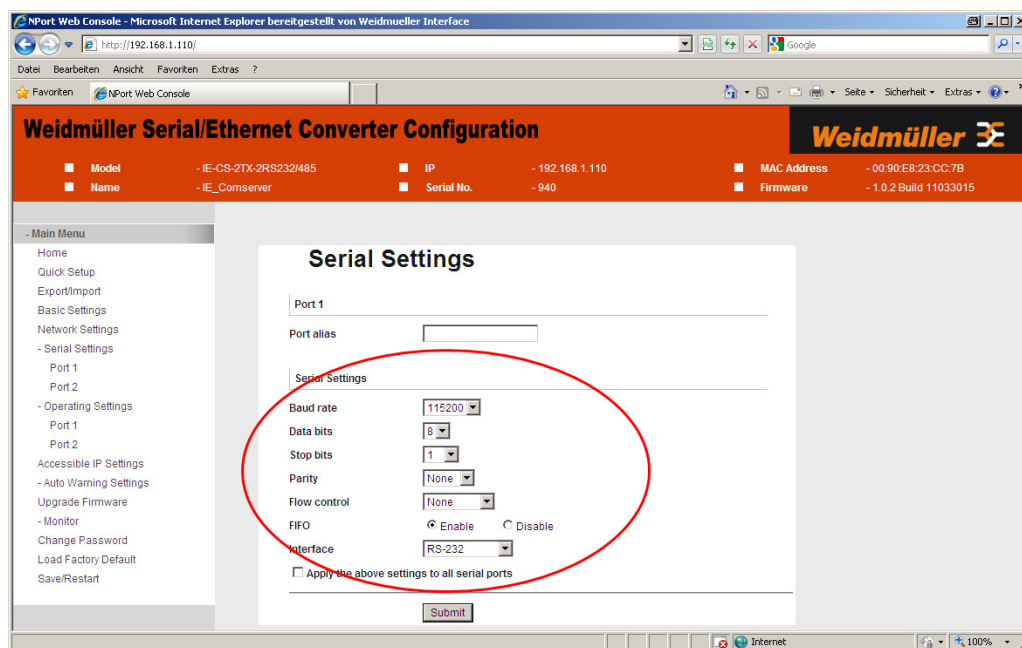 NPort Web Console - Microsoft Internet Explorer bereitgestellt von Weidmueller Interface
http://192.168.1.110/
Google
Datei Bearbeiten Ansicht Favoriten Extras ?
Favoriten NPort Web Console Seite Sicherheit Extras
Weidmüller Serial/Ethernet Converter Configuration
Weidmüller
Model - IE-CS-2TX-2RS232/485 IP - 192.168.1.110 MAC Address - 00:90:E8:23:CC:7B
Name - IE_Comserver Serial No. - 940 Firmware - 1.0.2 Build 11033015
- Main Menu
Home
Quick Setup
Export/Import
Basic Settings
Network Settings
- Serial Settings
Port 1
Port 2
- Operating Settings
Port 1
Port 2
Accessible IP Settings
- Auto Warning Settings
Upgrade Firmware
- Monitor
Change Password
Load Factory Default
Save/Restart
Serial Settings
Port 1
Port alias
Serial Settings
Baud rate 115200
Data bits 8
Stop bits 1
Parity None
Flow control None
FIFO Enable Disable
Interface RS-232
Apply the above settings to all serial ports
Submit
Internet 100%